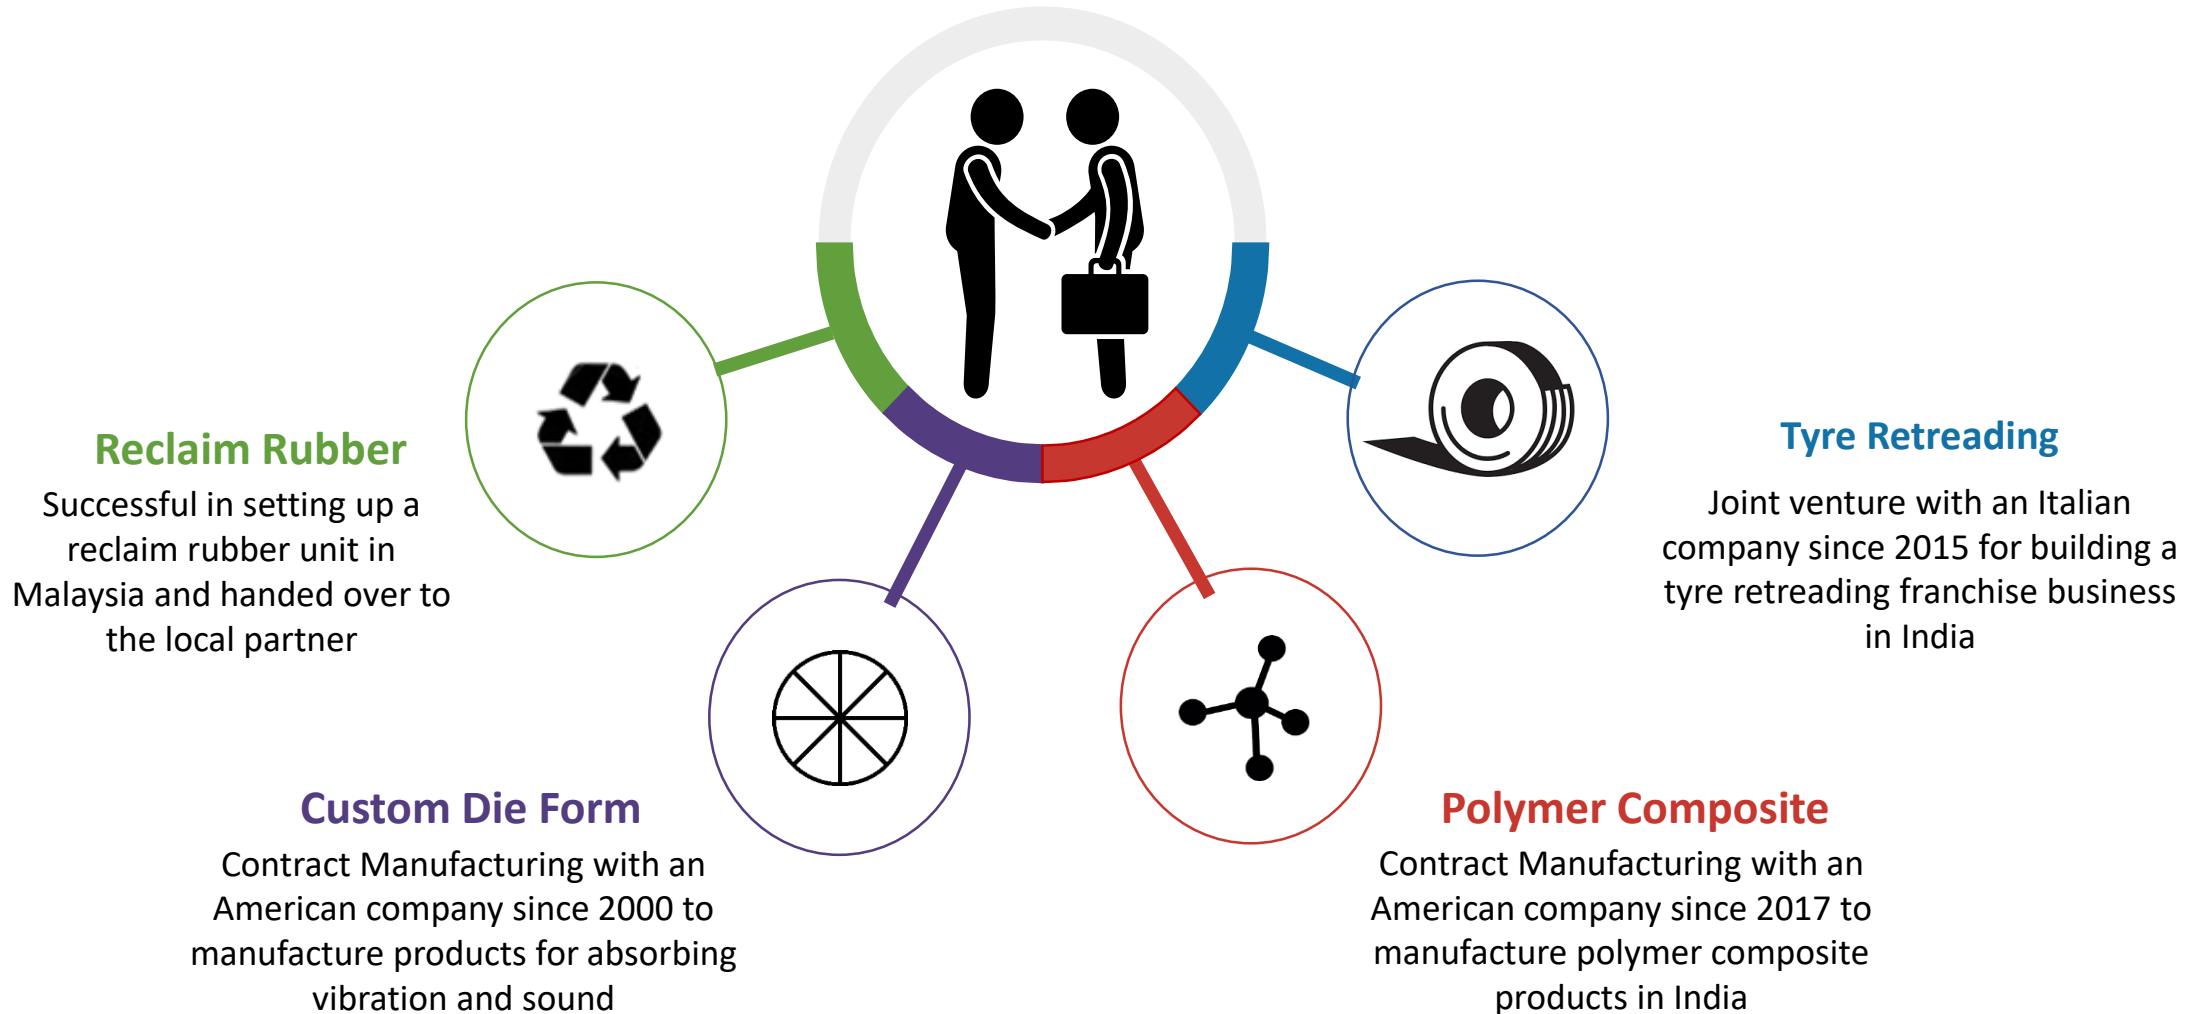 Reclaim Rubber
Successful in setting up a
reclaim rubber unit in
Malaysia and handed over to
the local partner
Custom Die Form
Contract Manufacturing with an
American company since 2000 to
manufacture products for absorbing
vibration and sound
Polymer Composite
Contract Manufacturing with an
American company since 2017 to
manufacture polymer composite
products in India
Tyre Retreading
Joint venture with an Italian
company since 2015 for building a
tyre retreading franchise business
in India